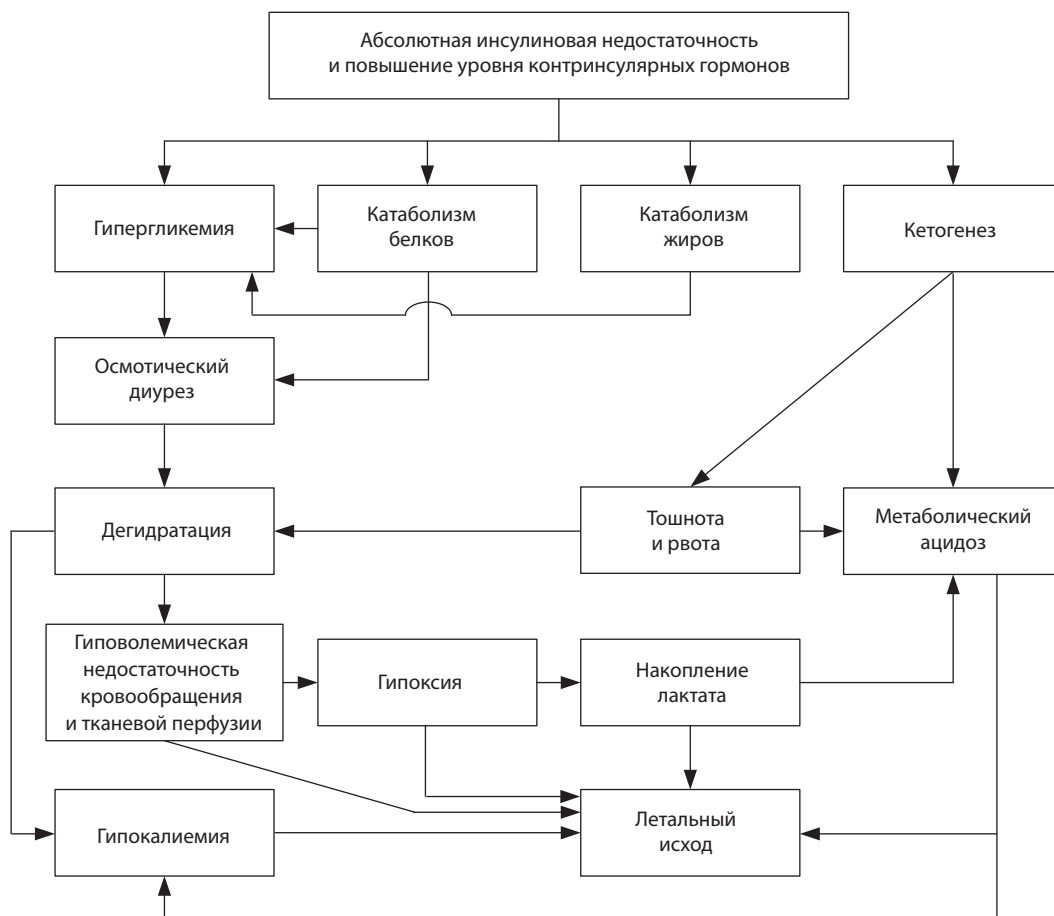 Абсолютная инсулиновая недостаточность
и повышение уровня контринсулярных гормонов
Гипергликемия
Катаболизм
белков
Катаболизм
жиров
Кетогенез
Осмотический
диурез
Дегидратация
Тошнота
и рвота
Метаболический
ацидоз
Гиповолемическая
недостаточность
кровообращения
и тканевой перфузии
Гипоксия
Накопление
лактата
Гипокалиемия
Летальный
исход